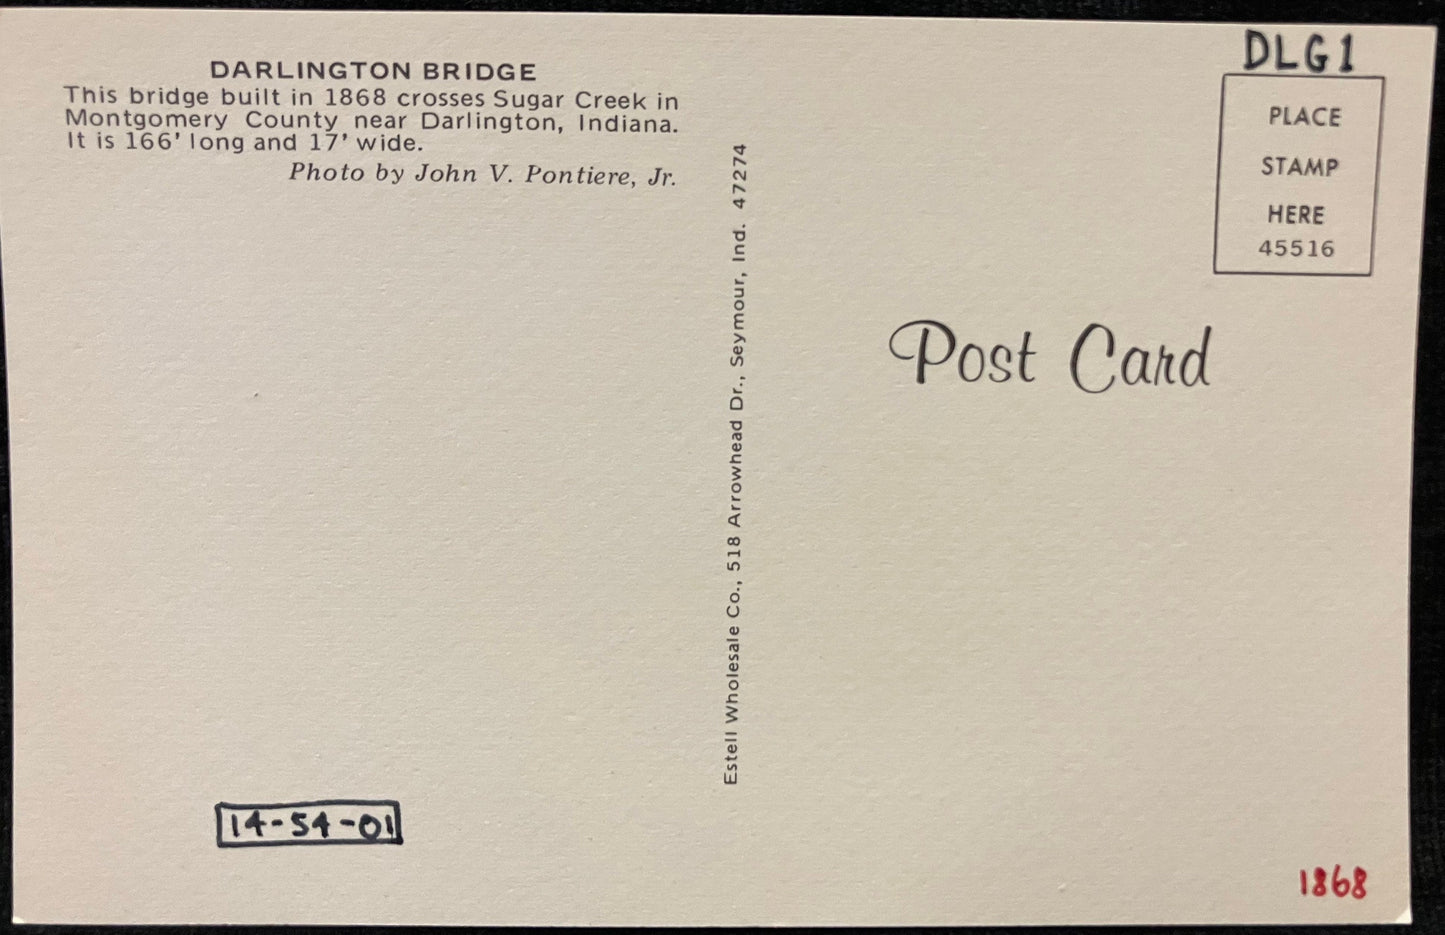 DARLINGTON BRIDGE
This bridge built in 1868 crosses Sugar Creek in
Montgomery County near Darlington, Indiana.
It is 166' long and 17' wide.
Photo by John V. Pontiere, Jr.
14-54-01
Estell Wholesale Co., 518 Arrowhead Dr., Seymour, Ind. 47274
DLG1
PLACE
STAMP
HERE
45516
Post Card
1868